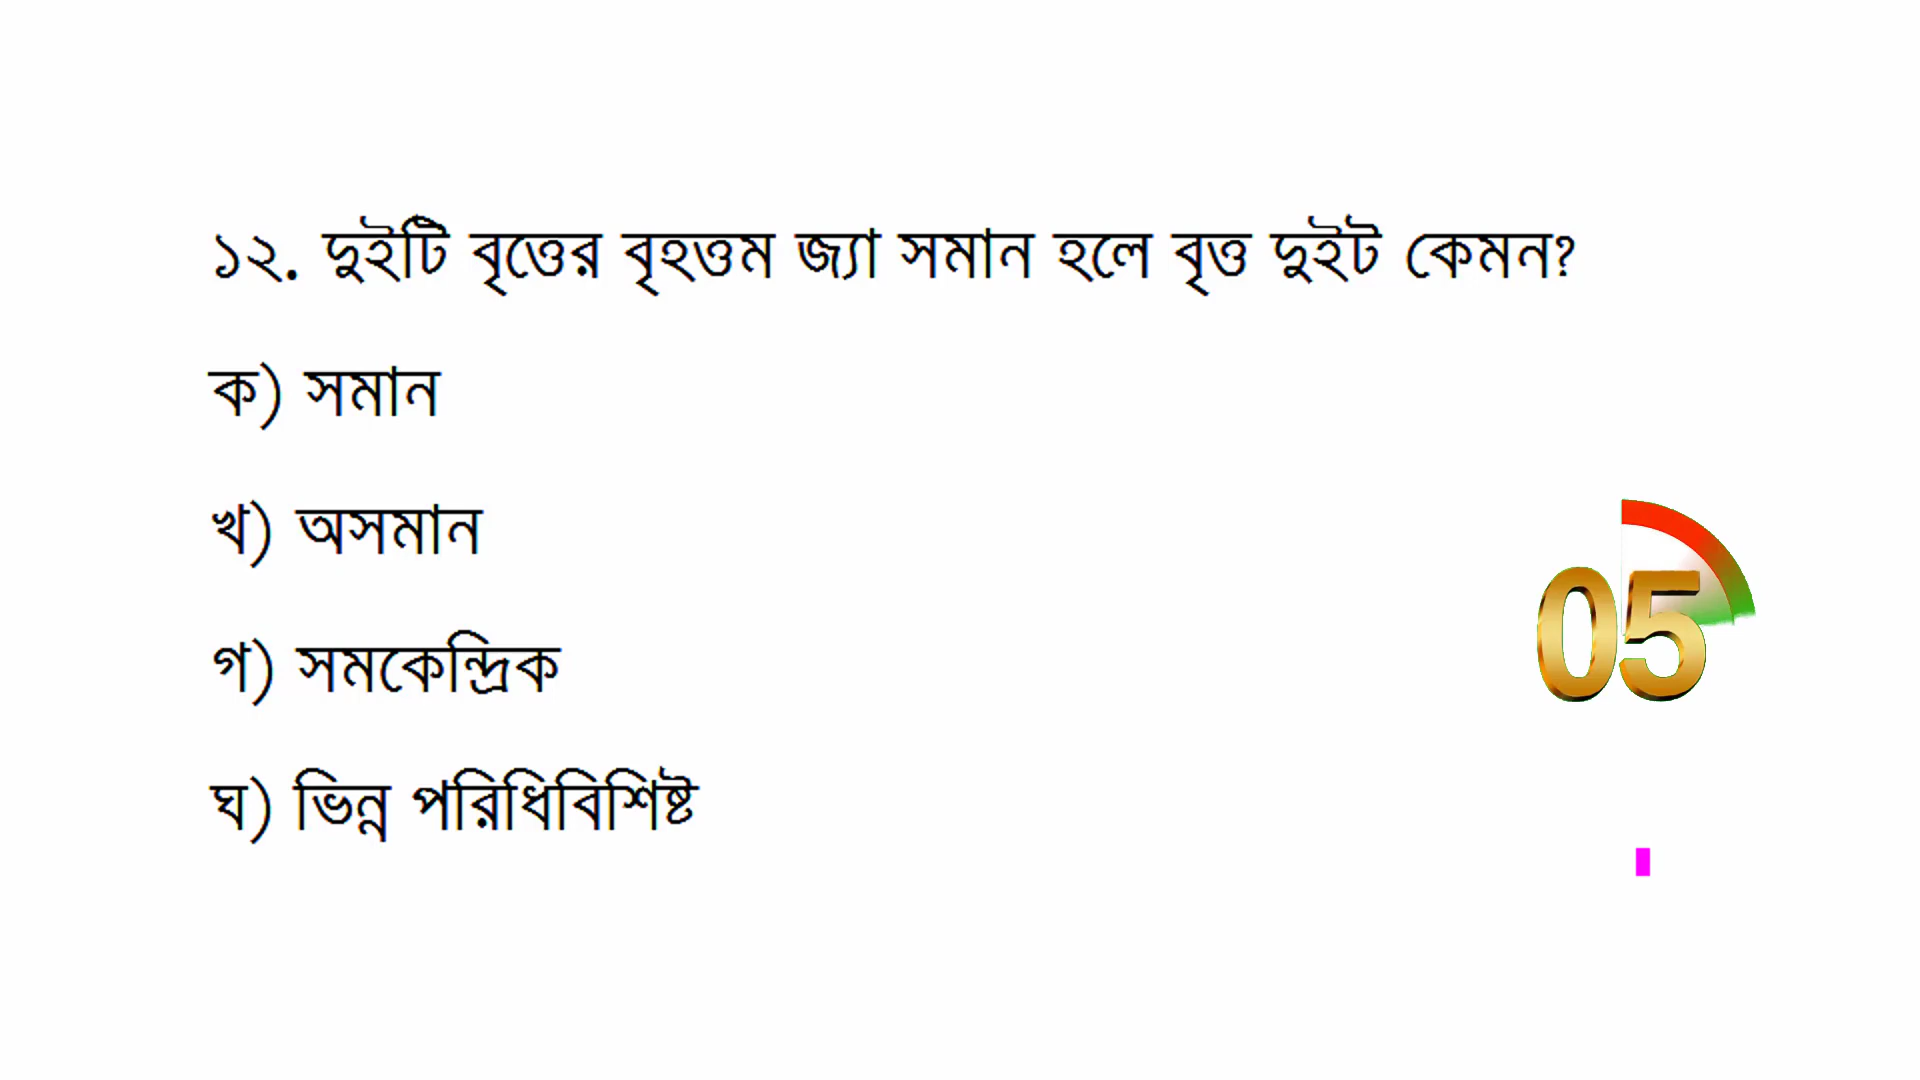 ১২. দুইটি বৃত্তের বৃহত্তম জ্যা সমান হলে বৃত্ত দুইট কেমন?
ক) সমান
খ) অসমান
গ) সমকেন্দ্রিক
ঘ) ভিন্ন পরিধিবিশিষ্ট
05